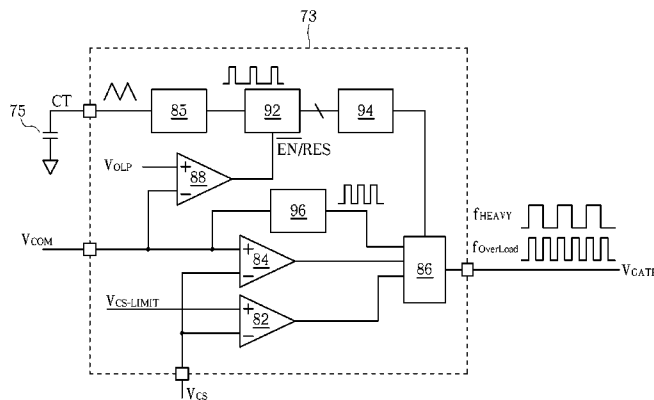 73
75
CT
85
92
94
EN/RES
VOLP
88
96
fHEAVY
VCOM
84
fOverLoad
86
VGATE
VCS-LIMIT
82
VCS